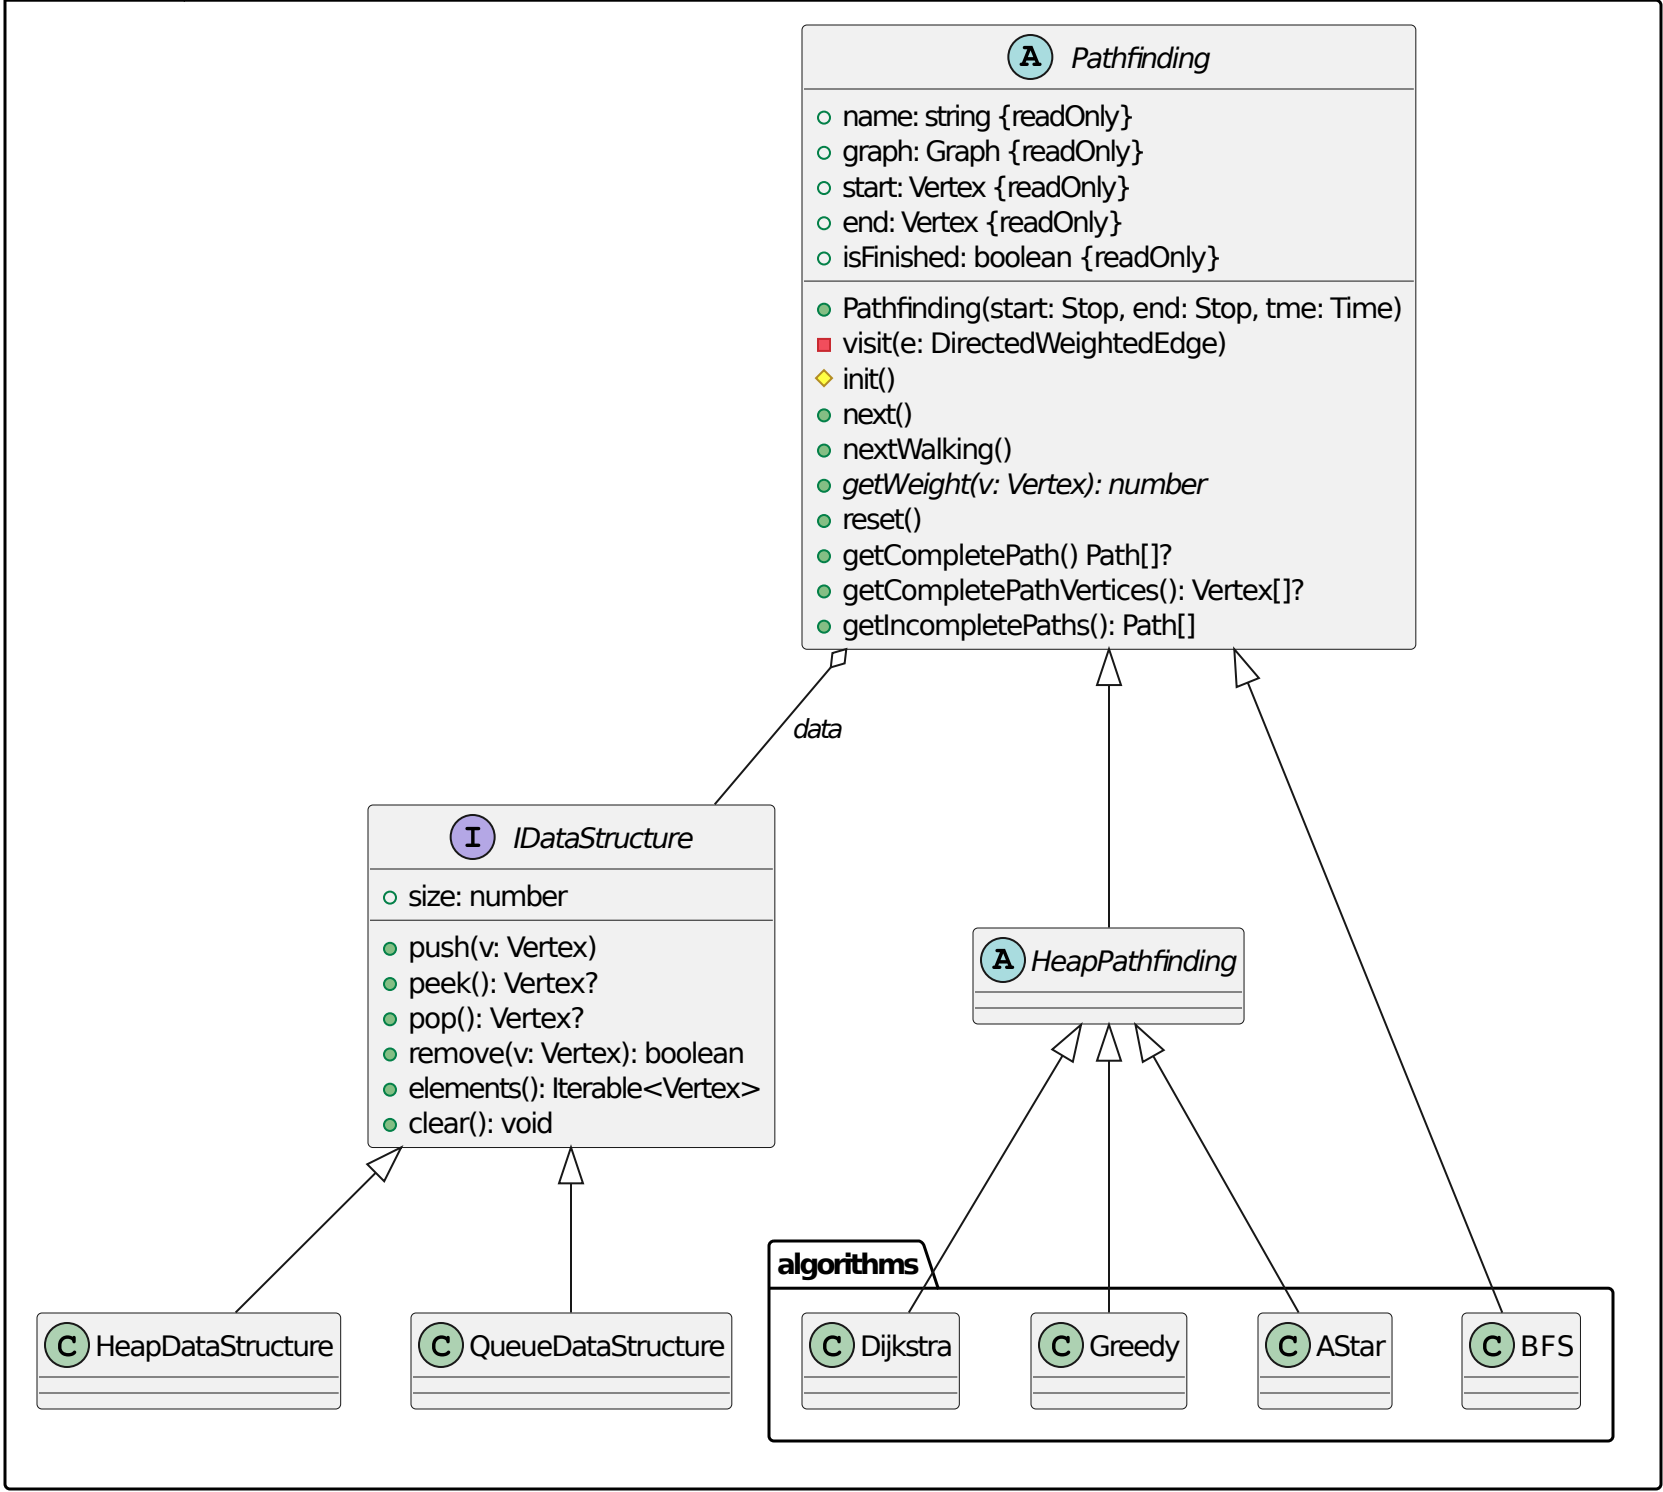 A Pathfinding
name: string {readOnly}
graph: Graph {readOnly}
start: Vertex {readOnly}
end: Vertex {readOnly}
isFinished: boolean {readOnly}
Pathfinding(start: Stop, end: Stop, tme: Time)
visit(e: DirectedWeightedEdge)
init()
next()
nextWalking()
getWeight(v: Vertex): number
reset()
getCompletePath() Path[]?
getCompletePathVertices(): Vertex[]?
getIncompletePaths(): Path[]
data
I IDataStructure
size: number
push(v: Vertex)
peek(): Vertex?
pop(): Vertex?
remove(v: Vertex): boolean
elements(): Iterable<Vertex>
clear(): void
A HeapPathfinding
algorithms
C HeapDataStructure
C QueueDataStructure
C Dijkstra
C Greedy
C AStar
C BFS